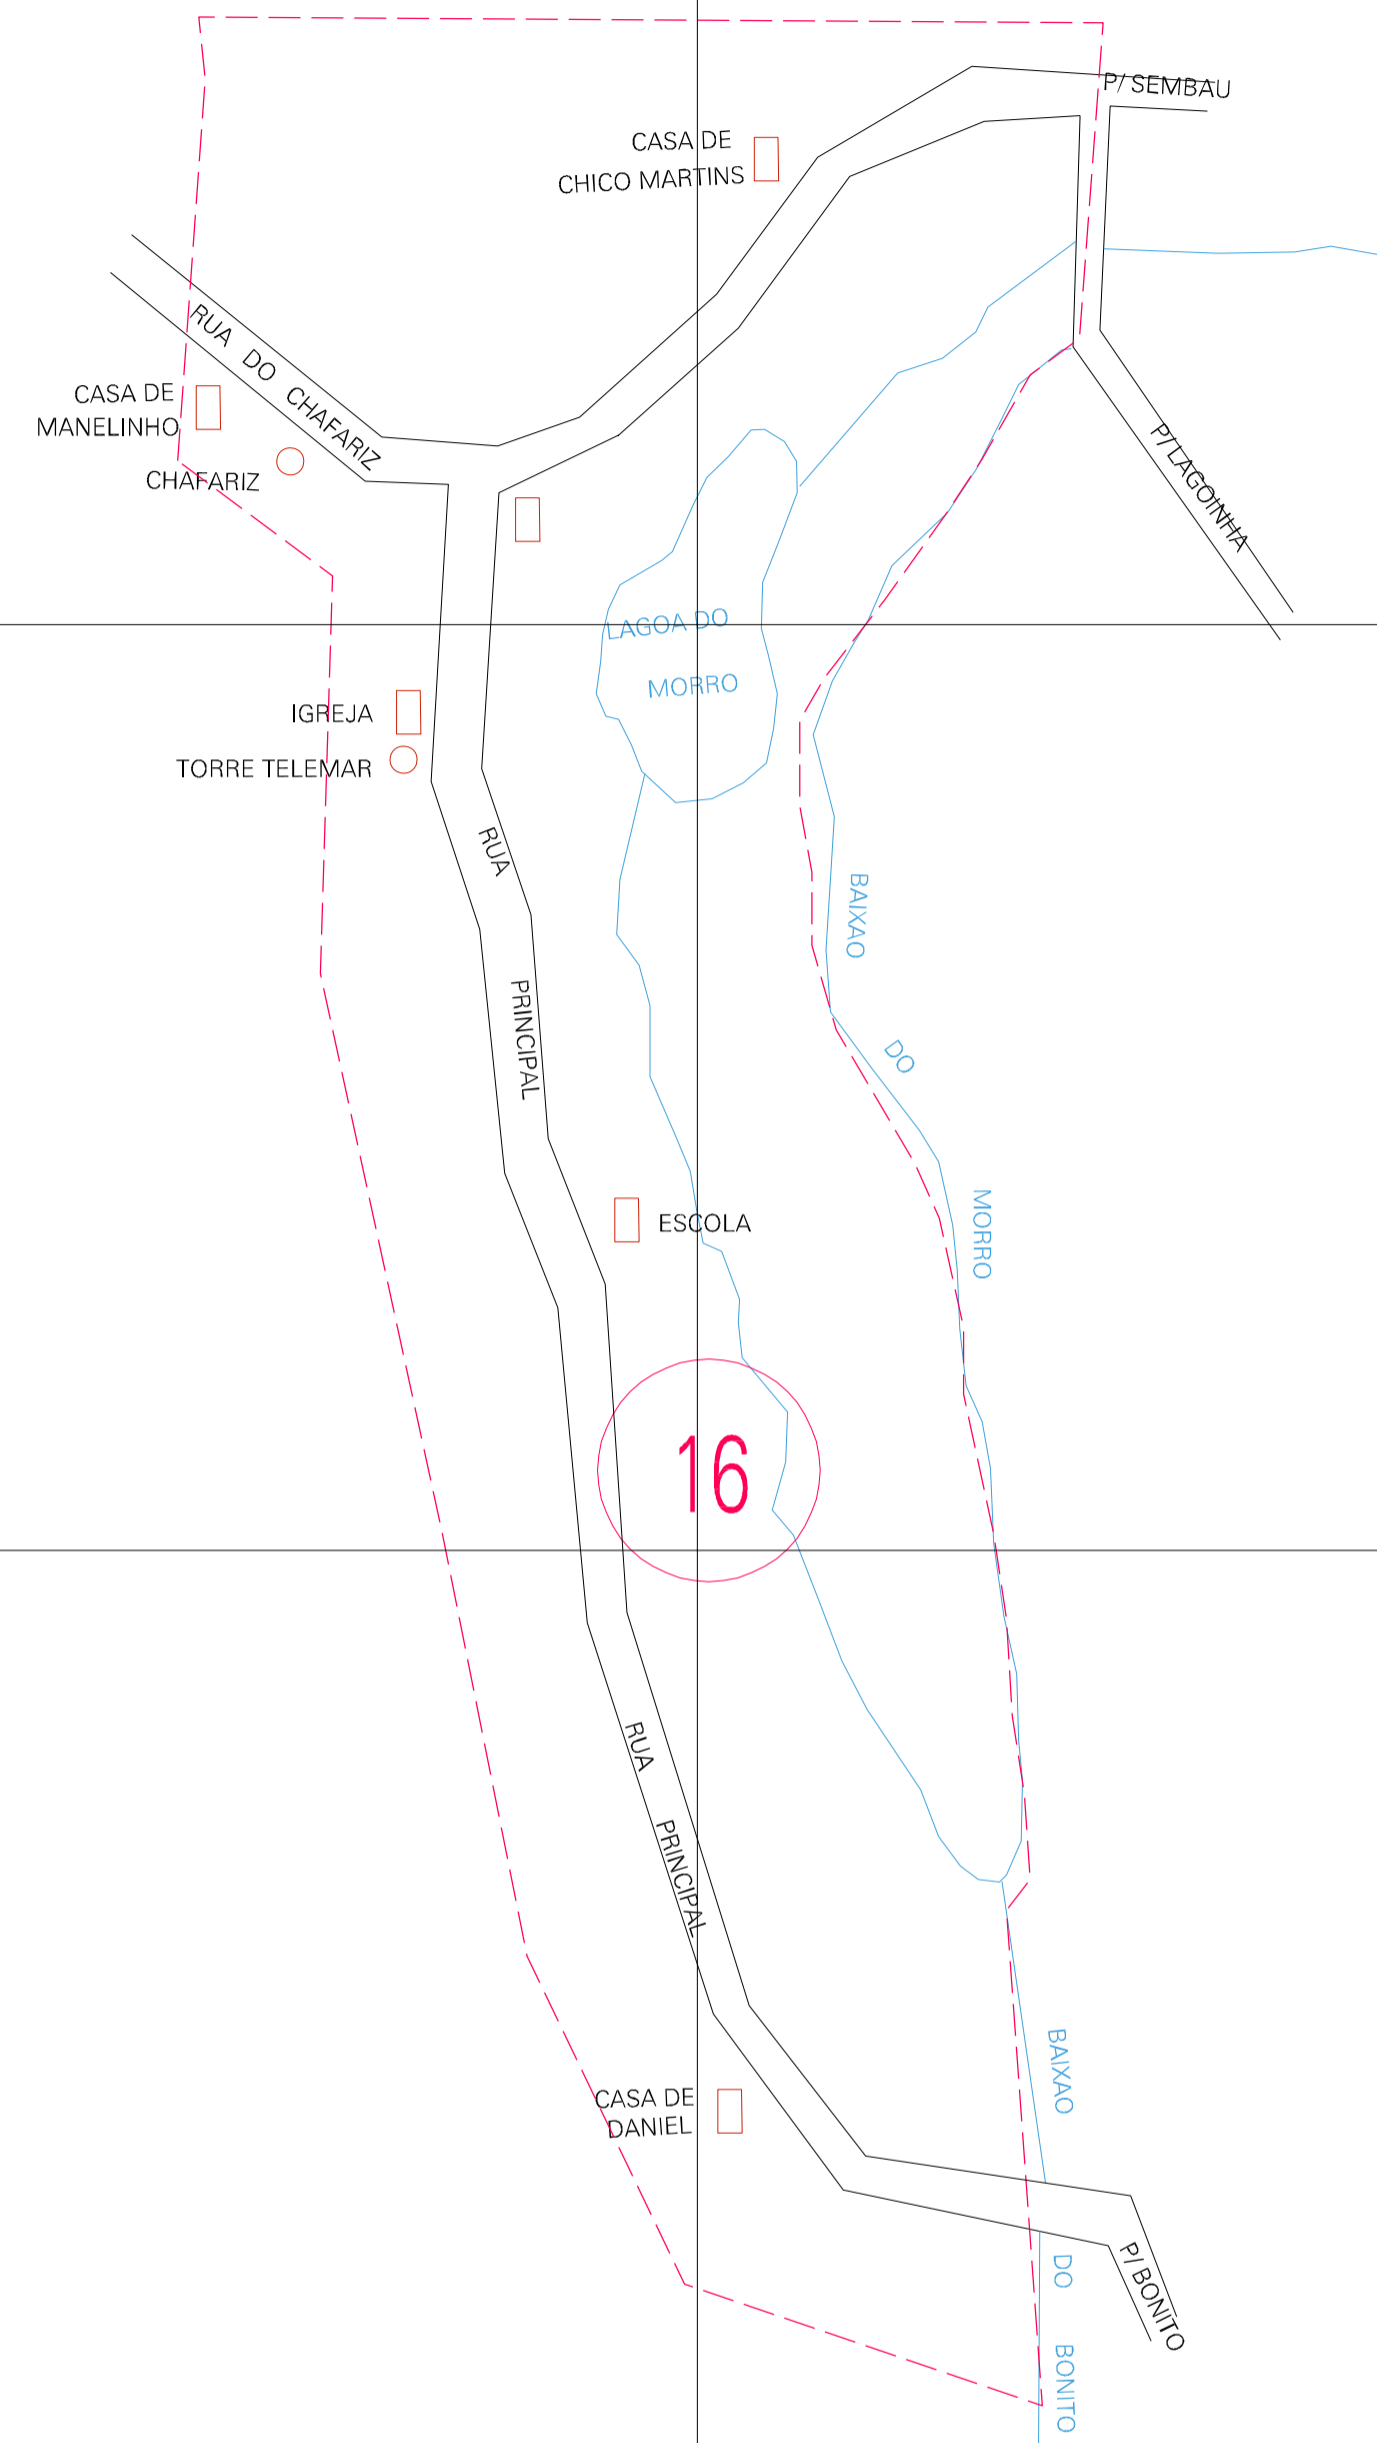 P/ SEMBAU
CASA DE
CHICO MARTINS
RUA DO CHAFARIZ
CASA DE
MANELINHO
CHAFARIZ
P/LAGOINHA
LAGOA DO
MORRO
IGREJA
TORRE TELEMAR
RUA
PRINCIPAL
BAIXAO
DO
MORRO
ESCOLA
16
RUA
PRINCIPAL
CASA DE
DANIEL
BAIXAO
DO
BONITO
P/ BONITO